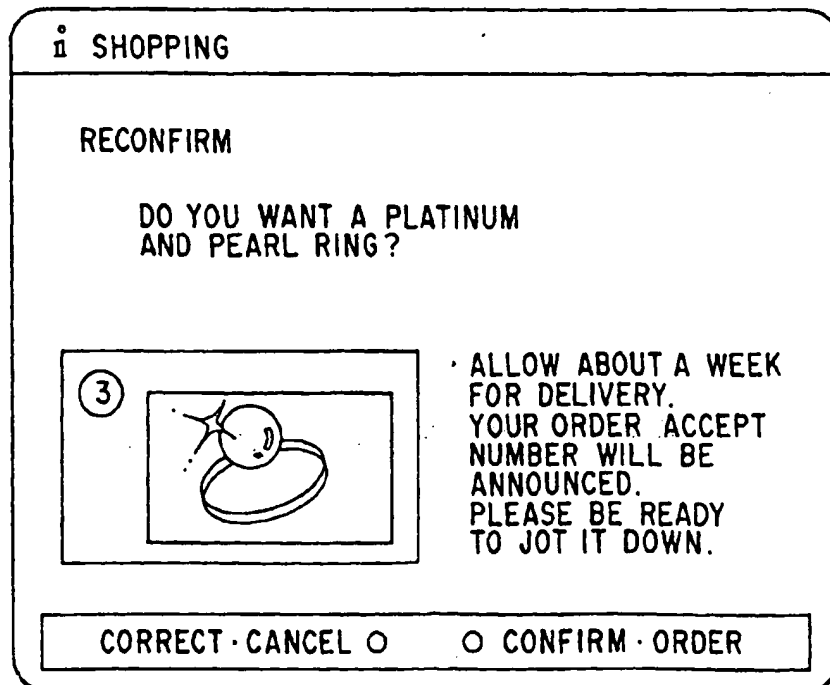 i SHOPPING
RECONFIRM
DO YOU WANT A PLATINUM
AND PEARL RING?
3
· ALLOW ABOUT A WEEK
FOR DELIVERY.
YOUR ORDER ACCEPT
NUMBER WILL BE
ANNOUNCED.
PLEASE BE READY
TO JOT IT DOWN.
CORRECT · CANCEL ○ ○ CONFIRM · ORDER